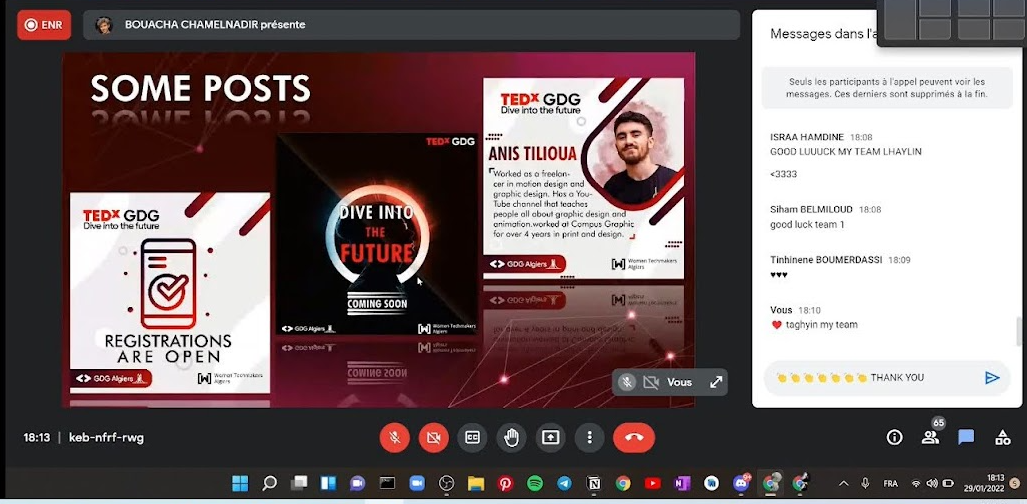 ENR
BOUACHA CHAMELNADIR présente
SOME POSTS
TEDx GDG
Dive into the future
REGISTRATIONS
ARE OPEN
GDG Algiers
Women Techmakers
Algiers
TEDx GDG
DIVE INTO
THE
FUTURE
COMING SOON
GDG Algiers
Women Techmakers
Algiers
TEDx GDG
Dive into the future
ANIS TILIOUA
Worked as a freelan-
cer in motion design and
graphic design. Has a You-
Tube channel that teaches
people all about graphic design and
animation.worked at Compus Graphic
for over 4 years in print and design.
GDG Algiers
Women Techmakers
Algiers
Vous
Messages dans l'a
Seuls les participants à l'appel peuvent voir les
messages. Ces derniers sont supprimés à la fin.
ISRAA HAMDINE 18:08
GOOD LUUUCK MY TEAM LHAYLIN
<3333
Siham BELMILOUD 18:08
good luck team 1
Tinhinene BOUMERDASSI 18:09
♥♥♥
Vous 18:10
❤️ taghyin my team
👏👏👏👏👏👏👏 THANK YOU
18:13 | keb-nfrf-rwg
65
FRA
18:13
29/01/2022